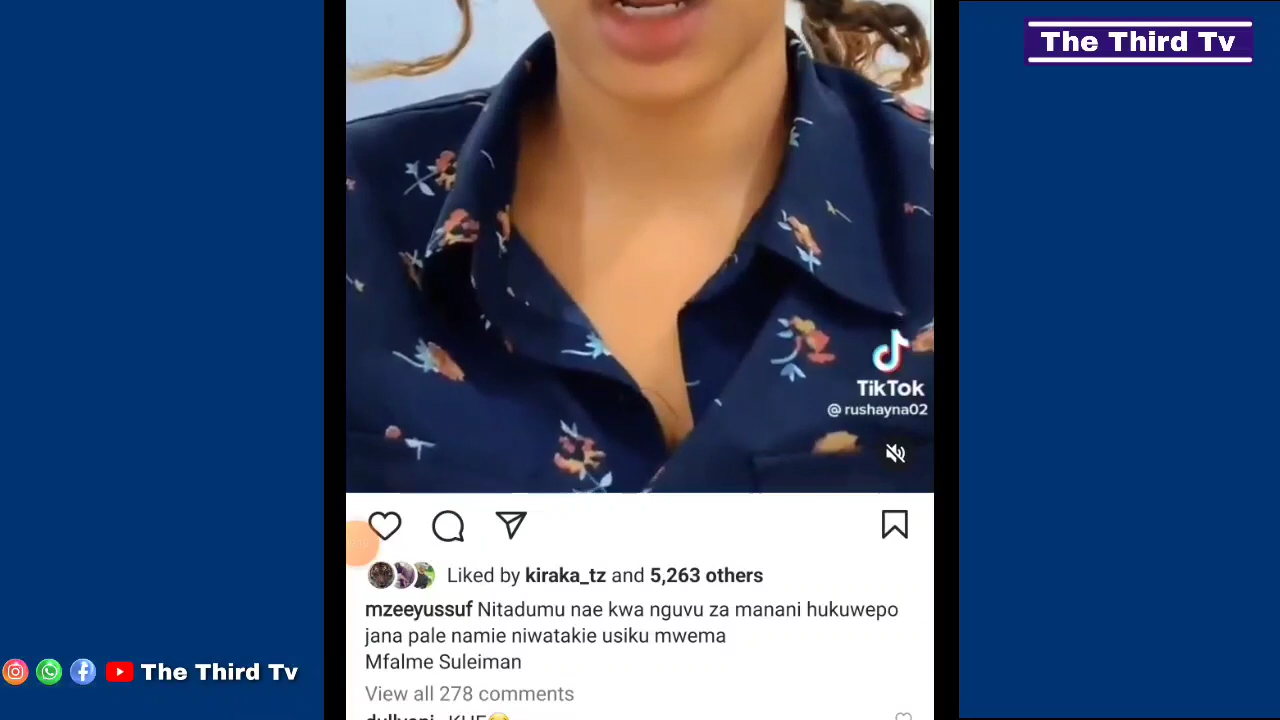 The Third Tv
TikTok
@rushayna02
Liked by kiraka_tz and 5,263 others
mzeeyussuf Nitadumu nae kwa nguvu za manani hukuwepo
jana pale namie niwatakie usiku mwema
Mfalme Suleiman
View all 278 comments
The Third Tv